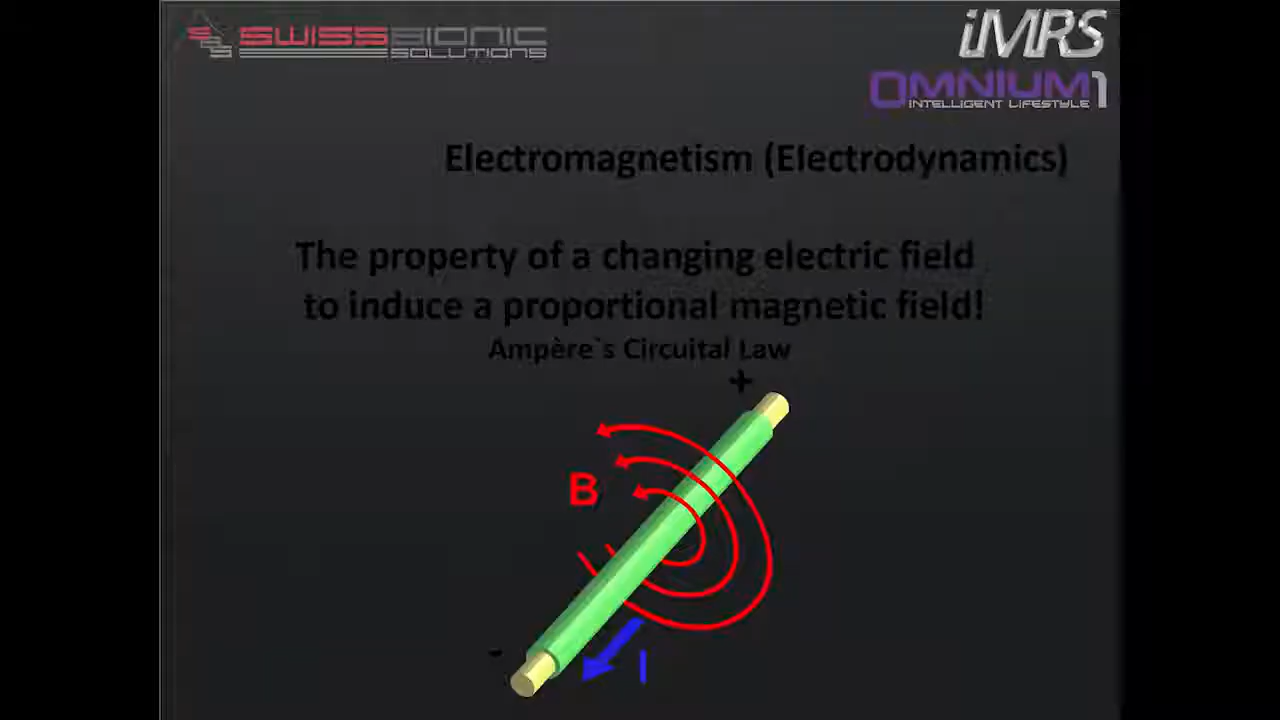 SWISSBIONIC
SOLUTIONS
iMRS
OMNIUM1
INTELLIGENT LIFESTYLE
Electromagnetism (Electrodynamics)
The property of a changing electric field
to induce a proportional magnetic field!
Ampère`s Circuital Law
+
B
-
I